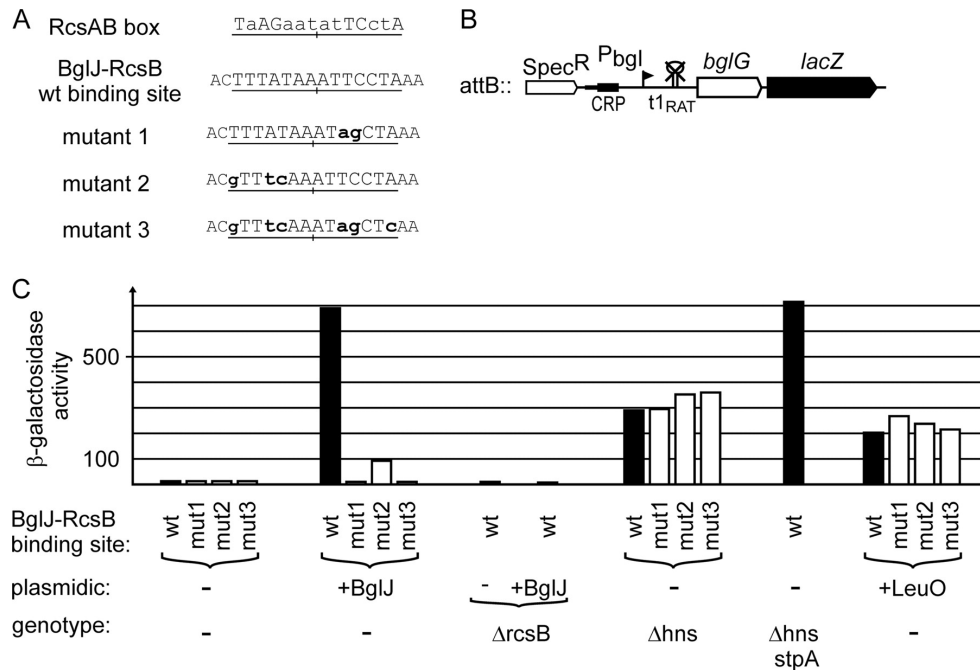 A
RcsAB box TaAGaatatTCctA
BglJ-RcsB
wt binding site ACTTTATAAATTCCTAAA
mutant 1 ACTTTATAAATagCTAAA
mutant 2 ACgTTtcAAATTCCTAAA
mutant 3 ACgTTtcAAATagCTcAA
B
attB:: SpecR CRP Pbgl t1RAT bglG lacZ
C
β-galactosidase
activity
500
100
BglJ-RcsB
binding site: wt mut1 mut2 mut3 wt mut1 mut2 mut3 wt wt wt mut1 mut2 mut3 wt wt mut1 mut2 mut3
plasmidic: - +BglJ - +BglJ - - +LeuO
genotype: - - ΔrcsB Δhns Δhns -
stpA